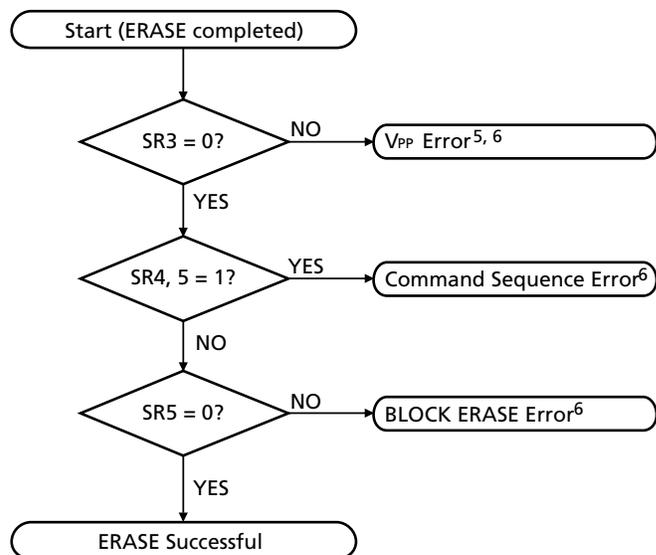 Start (ERASE completed)
SR3 = 0?
NO
VPP Error5, 6
YES
SR4, 5 = 1?
YES
Command Sequence Error6
NO
SR5 = 0?
NO
BLOCK ERASE Error6
YES
ERASE Successful